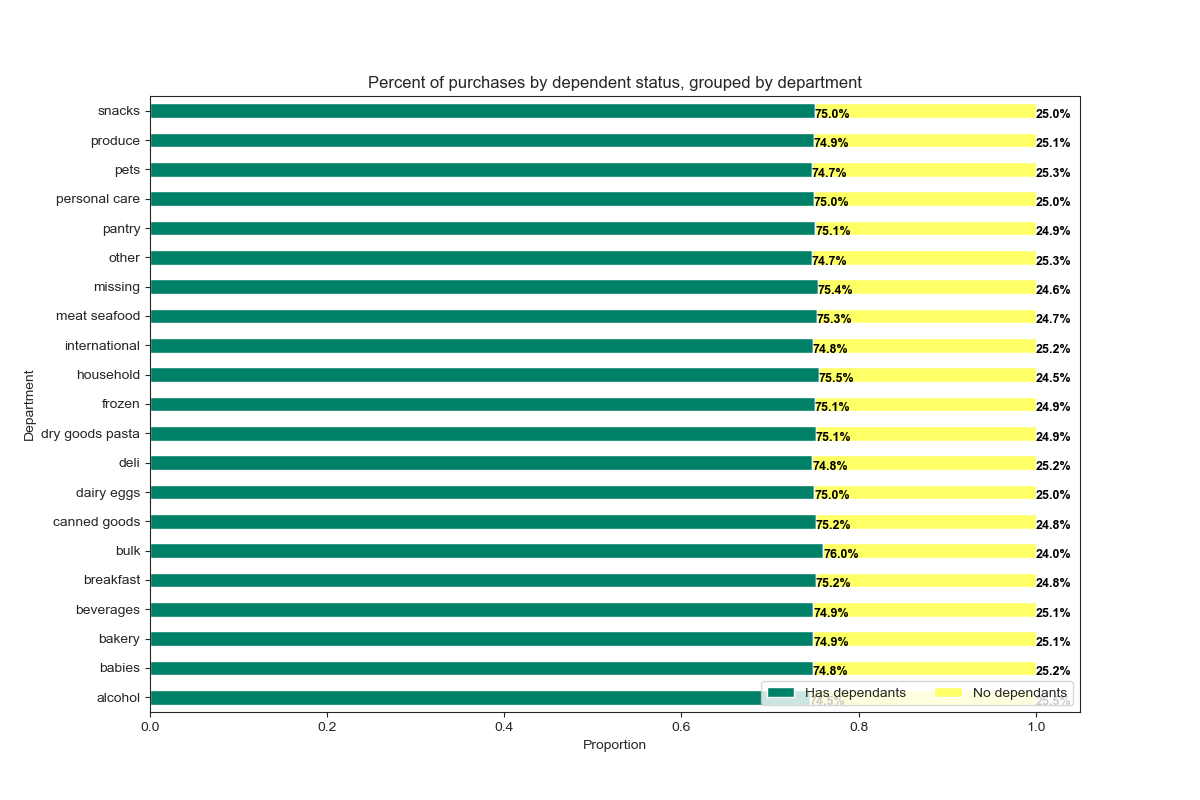 Percent of purchases by dependent status, grouped by department
snacks 75.0% 25.0%
produce 74.9% 25.1%
pets 74.7% 25.3%
personal care 75.0% 25.0%
pantry 75.1% 24.9%
other 74.7% 25.3%
missing 75.4% 24.6%
meat seafood 75.3% 24.7%
international 74.8% 25.2%
household 75.5% 24.5%
frozen 75.1% 24.9%
dry goods pasta 75.1% 24.9%
deli 74.8% 25.2%
dairy eggs 75.0% 25.0%
canned goods 75.2% 24.8%
bulk 76.0% 24.0%
breakfast 75.2% 24.8%
beverages 74.9% 25.1%
bakery 74.9% 25.1%
babies 74.8% 25.2%
alcohol 74.5% 25.5%
Has dependants No dependants
0.0 0.2 0.4 0.6 0.8 1.0
Proportion
Department